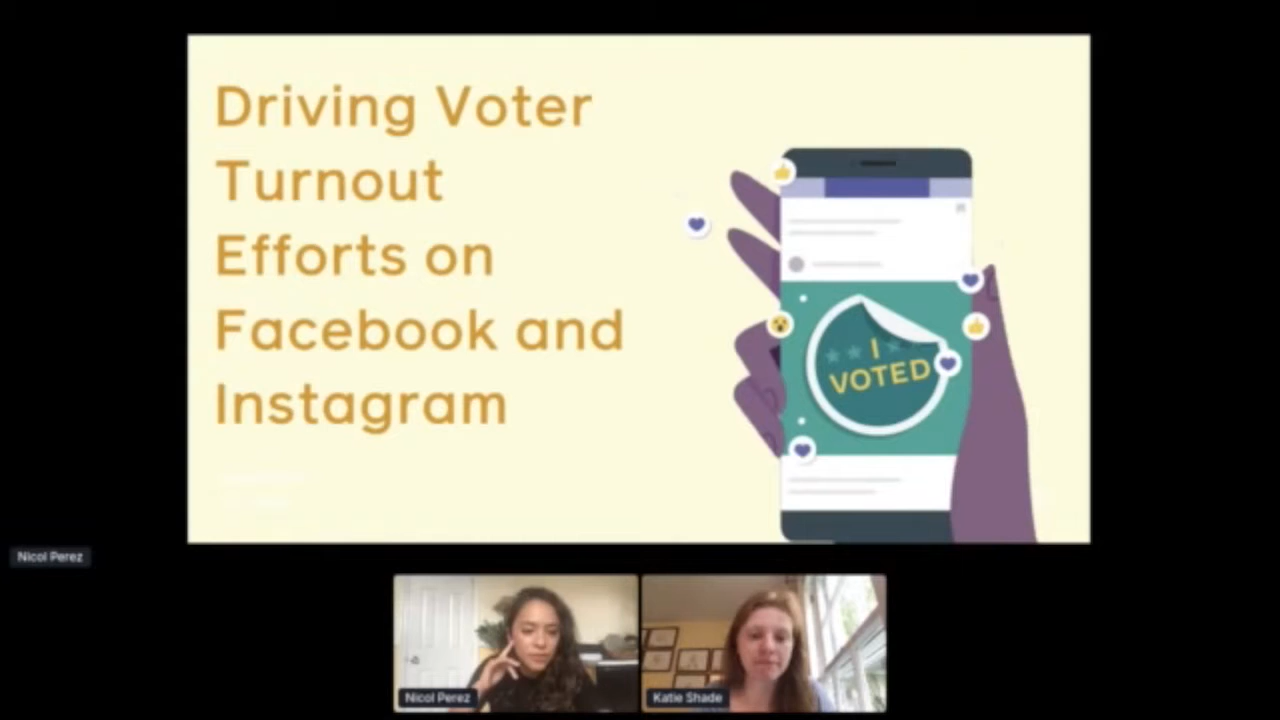 Driving Voter
Turnout
Efforts on
Facebook and
Instagram
I
VOTED
Nicol Perez
Nicol Perez
Katie Shade